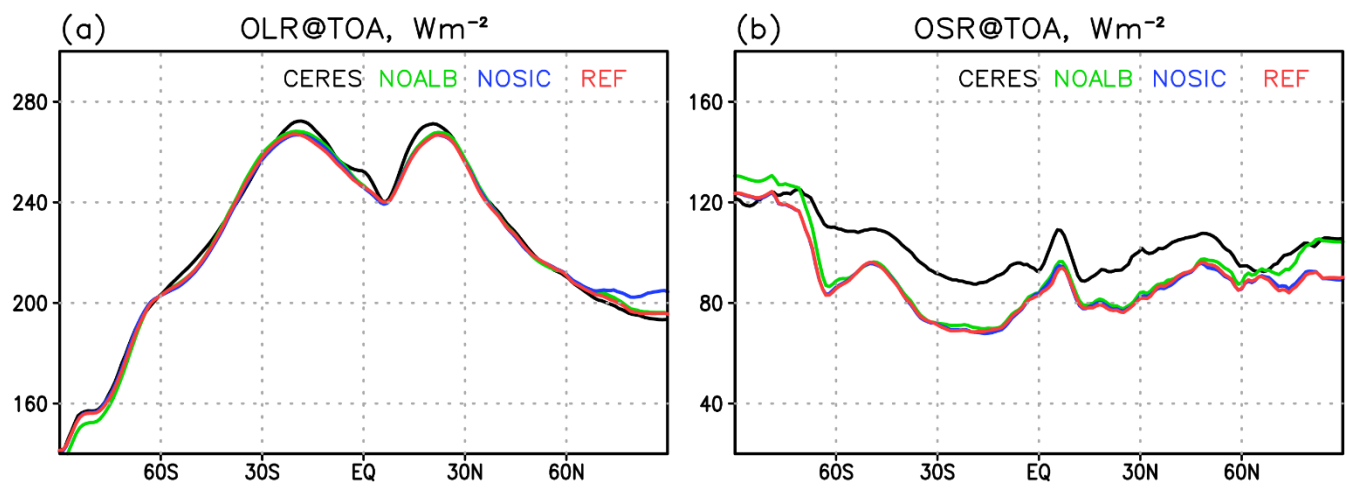 (a) OLR@TOA, Wm⁻²
CERES NOALB NOSIC REF
280
240
200
160
60S 30S EQ 30N 60N
(b) OSR@TOA, Wm⁻²
CERES NOALB NOSIC REF
160
120
80
40
60S 30S EQ 30N 60N